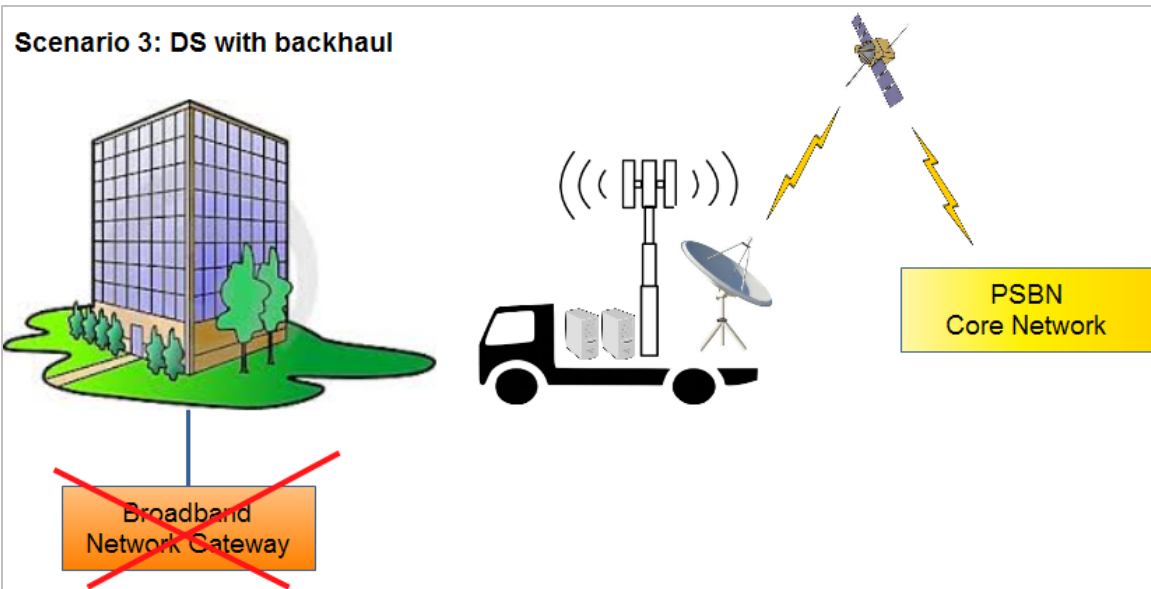 Scenario 3: DS with backhaul
PSBN
Core Network
Broadband
Network Gateway